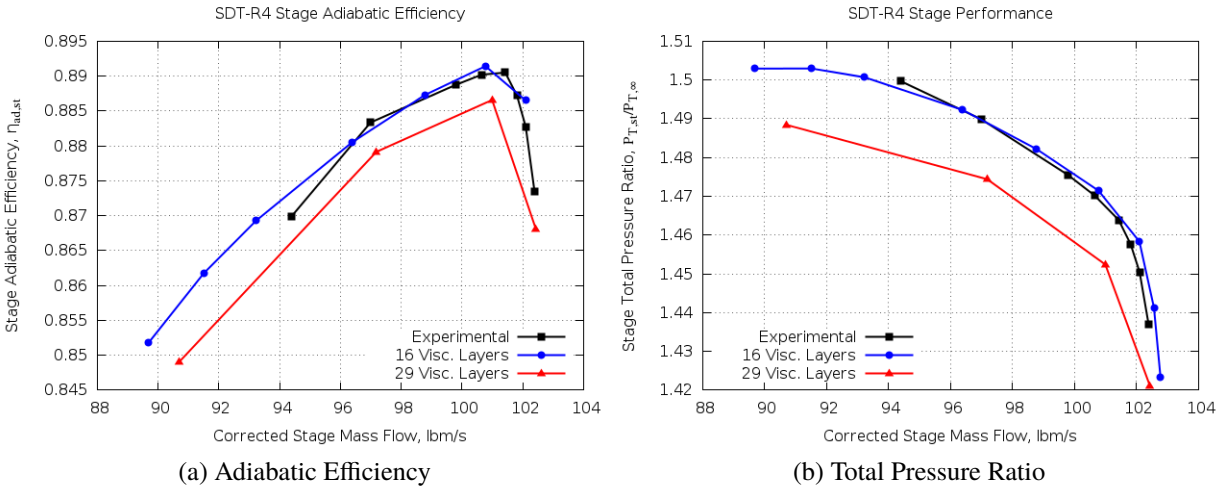 SDT-R4 Stage Adiabatic Efficiency
Stage Adiabatic Efficiency, ηad,st
0.895
0.89
0.885
0.88
0.875
0.87
0.865
0.86
0.855
0.85
0.845
Experimental
16 Visc. Layers
29 Visc. Layers
88 90 92 94 96 98 100 102 104
Corrected Stage Mass Flow, lbm/s
(a) Adiabatic Efficiency
SDT-R4 Stage Performance
Stage Total Pressure Ratio, PT,st/PT,∞
1.51
1.5
1.49
1.48
1.47
1.46
1.45
1.44
1.43
1.42
Experimental
16 Visc. Layers
29 Visc. Layers
88 90 92 94 96 98 100 102 104
Corrected Stage Mass Flow, lbm/s
(b) Total Pressure Ratio